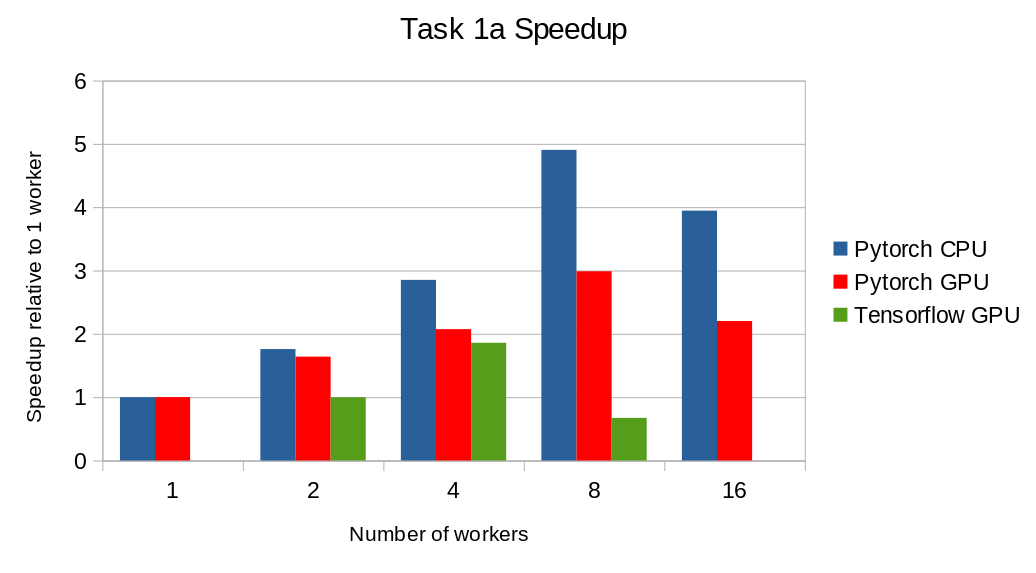 Task 1a Speedup
Speedup relative to 1 worker
6
5
4
3
2
1
0
1 2 4 8 16
Number of workers
Pytorch CPU
Pytorch GPU
Tensorflow GPU